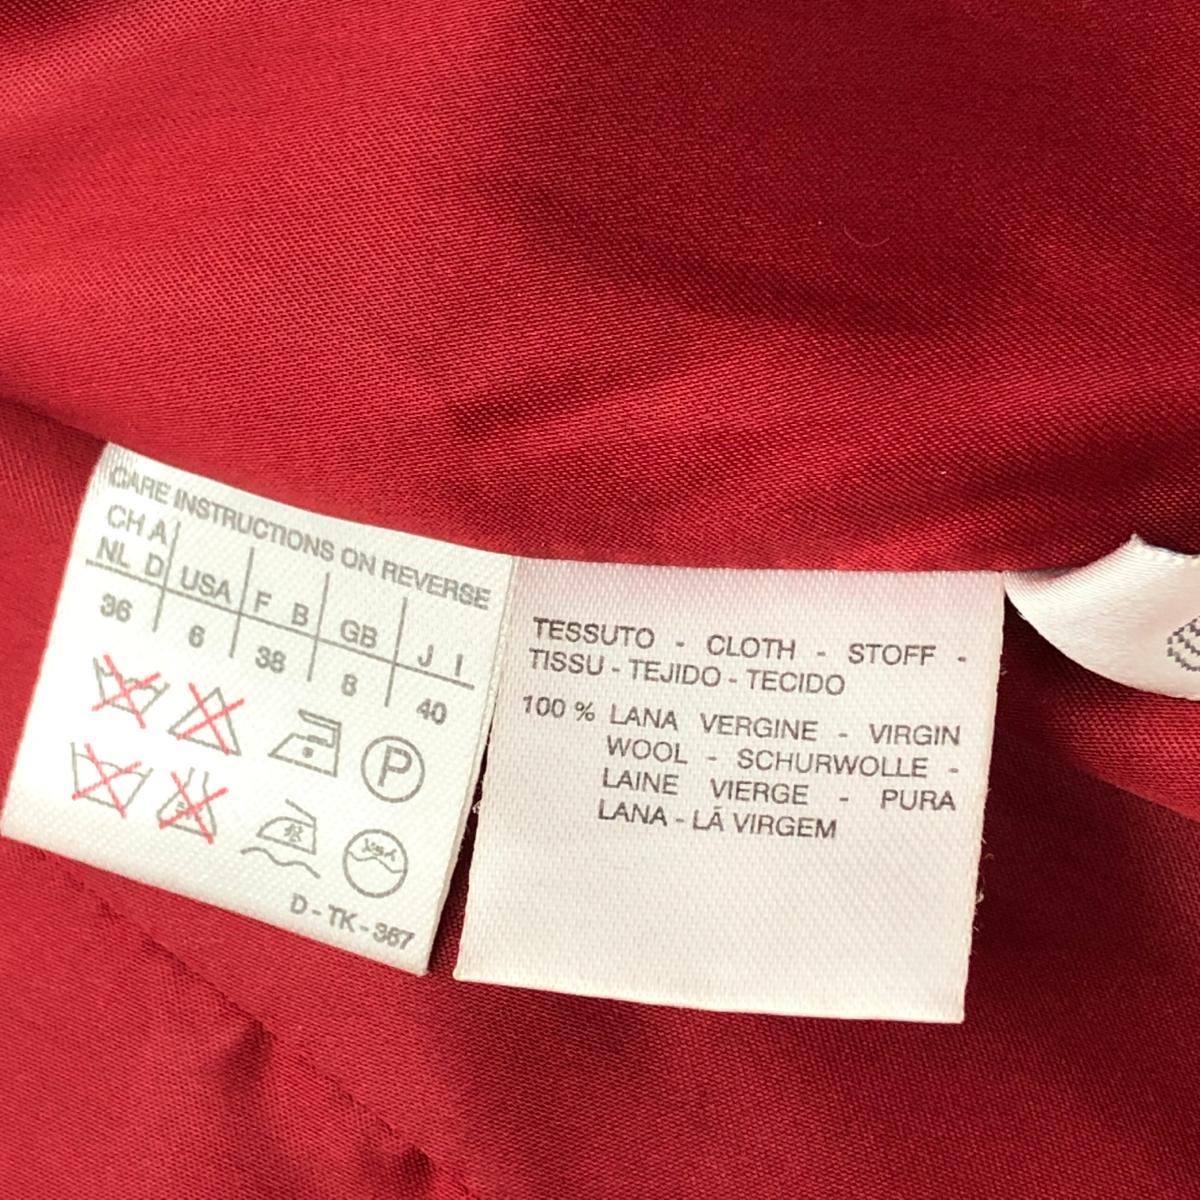 CARE INSTRUCTIONS ON REVERSE
CH A
NL D USA F B GB J I
36 6 38 8 40
P
D - TK - 367
TESSUTO - CLOTH - STOFF -
TISSU - TEJIDO - TECIDO
100 % LANA VERGINE - VIRGIN
WOOL - SCHURWOLLE -
LAINE VIERGE - PURA
LANA - LÃ VIRGEM